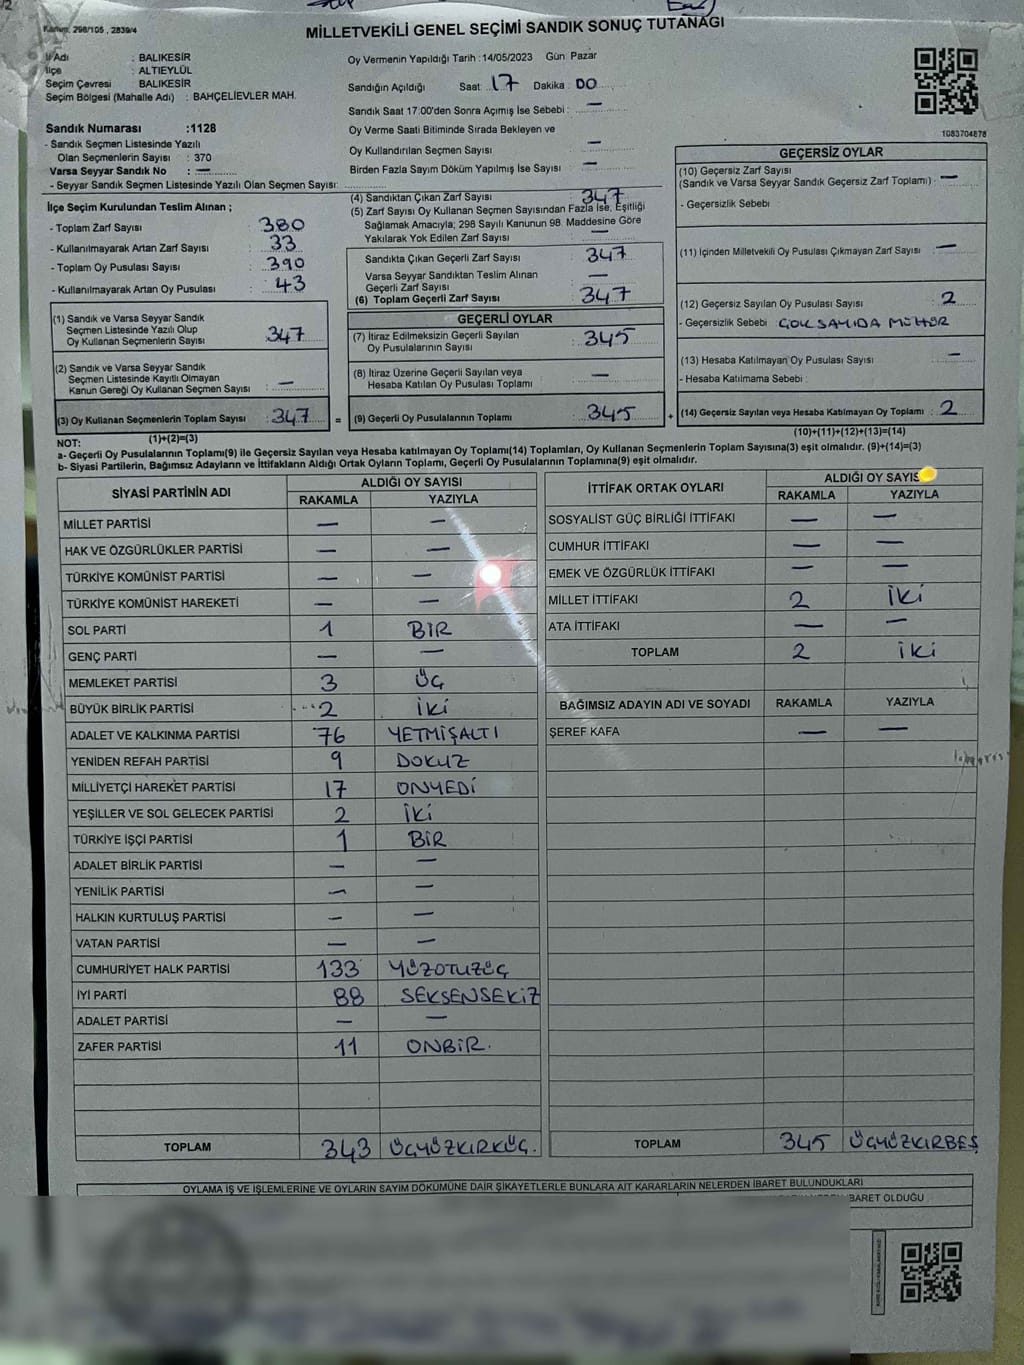 Kanun: 298/105, 2839/4
MİLLETVEKİLİ GENEL SEÇİMİ SANDIK SONUÇ TUTANAĞI
İl Adı : BALIKESİR
İlçe : ALTIEYLÜL
Seçim Çevresi : BALIKESİR
Seçim Bölgesi (Mahalle Adı) : BAHÇELİEVLER MAH.
Oy Vermenin Yapıldığı Tarih : 14/05/2023 Gün Pazar
Sandığın Açıldığı Saat: 17 Dakika 00
Sandık Saat 17:00'den Sonra Açımış İse Sebebi : —
Oy Verme Saati Bitiminde Sırada Bekleyen ve
Oy Kullandırılan Seçmen Sayısı —
Birden Fazla Sayım Döküm Yapılmış İse Sayısı —
1083704878
Sandık Numarası :1128
- Sandık Seçmen Listesinde Yazılı
Olan Seçmenlerin Sayısı : 370
Varsa Seyyar Sandık No : —
- Seyyar Sandık Seçmen Listesinde Yazılı Olan Seçmen Sayısı:
İlçe Seçim Kurulundan Teslim Alınan ;
- Toplam Zarf Sayısı : 380
- Kullanılmayarak Artan Zarf Sayısı : 33
- Toplam Oy Pusulası Sayısı : 390
- Kullanılmayarak Artan Oy Pusulası : 43
(1) Sandık ve Varsa Seyyar Sandık
Seçmen Listesinde Yazılı Olup
Oy Kullanan Seçmenlerin Sayısı : 347
(2) Sandık ve Varsa Seyyar Sandık
Seçmen Listesinde Kayıtlı Olmayan
Kanun Gereği Oy Kullanan Seçmen Sayısı : —
(3) Oy Kullanan Seçmenlerin Toplam Sayısı : 347
(1)+(2)=(3)
(4) Sandıktan Çıkan Zarf Sayısı : 347
(5) Zarf Sayısı Oy Kullanan Seçmen Sayısından Fazla İse, Eşitliği
Sağlamak Amacıyla; 298 Sayılı Kanunun 98. Maddesine Göre
Yakılarak Yok Edilen Zarf Sayısı : —
Sandıkta Çıkan Geçerli Zarf Sayısı : 347
Varsa Seyyar Sandıktan Teslim Alınan
Geçerli Zarf Sayısı : —
(6) Toplam Geçerli Zarf Sayısı : 347
GEÇERLİ OYLAR
(7) İtiraz Edilmeksizin Geçerli Sayılan
Oy Pusulalarının Sayısı : 345
(8) İtiraz Üzerine Geçerli Sayılan veya
Hesaba Katılan Oy Pusulası Toplamı : —
= (9) Geçerli Oy Pusulalarının Toplamı : 345
GEÇERSİZ OYLAR
(10) Geçersiz Zarf Sayısı
(Sandık ve Varsa Seyyar Sandık Geçersiz Zarf Toplamı) : —
- Geçersizlik Sebebi
(11) İçinden Milletvekili Oy Pusulası Çıkmayan Zarf Sayısı —
(12) Geçersiz Sayılan Oy Pusulası Sayısı : 2
- Geçersizlik Sebebi : ÇOK SAYIDA MÜHÜR
(13) Hesaba Katılmayan Oy Pusulası Sayısı : —
- Hesaba Katılmama Sebebi :
+ (14) Geçersiz Sayılan veya Hesaba Katılmayan Oy Toplamı : 2
(10)+(11)+(12)+(13)=(14)
NOT:
a- Geçerli Oy Pusulasının Toplamı(9) ile Geçersiz Sayılan veya Hesaba katılmayan Oy Toplamı(14) Toplamları, Oy Kullanan Seçmenlerin Toplam Sayısına(3) eşit olmalıdır. (9)+(14)=(3)
b- Siyasi Partilerin, Bağımsız Adayların ve İttifakların Aldığı Ortak Oyların Toplamı, Geçerli Oy Pusulalarının Toplamına(9) eşit olmalıdır.
SİYASİ PARTİNİN ADI ALDIĞI OY SAYISI
RAKAMLA YAZIYLA
MİLLET PARTİSİ — —
HAK VE ÖZGÜRLÜKLER PARTİSİ — —
TÜRKİYE KOMÜNİST PARTİSİ — —
TÜRKİYE KOMÜNİST HAREKETİ — —
SOL PARTİ 1 BİR
GENÇ PARTİ — —
MEMLEKET PARTİSİ 3 ÜÇ
BÜYÜK BİRLİK PARTİSİ 2 İKİ
ADALET VE KALKINMA PARTİSİ 76 YETMİŞALTI
YENİDEN REFAH PARTİSİ 9 DOKUZ
MİLLİYETÇİ HAREKET PARTİSİ 17 ONYEDİ
YEŞİLLER VE SOL GELECEK PARTİSİ 2 İKİ
TÜRKİYE İŞÇİ PARTİSİ 1 BİR
ADALET BİRLİK PARTİSİ — —
YENİLİK PARTİSİ — —
HALKIN KURTULUŞ PARTİSİ — —
VATAN PARTİSİ — —
CUMHURİYET HALK PARTİSİ 133 YÜZOTUZÜÇ
İYİ PARTİ 88 SEKSENSEKİZ
ADALET PARTİSİ — —
ZAFER PARTİSİ 11 ONBİR.
TOPLAM 343 ÜÇYÜZKIRKÜÇ.
İTTİFAK ORTAK OYLARI ALDIĞI OY SAYISI
RAKAMLA YAZIYLA
SOSYALİST GÜÇ BİRLİĞİ İTTİFAKI — —
CUMHUR İTTİFAKI — —
EMEK VE ÖZGÜRLÜK İTTİFAKI — —
MİLLET İTTİFAKI 2 İKİ
ATA İTTİFAKI — —
TOPLAM 2 İKİ
BAĞIMSIZ ADAYIN ADI VE SOYADI RAKAMLA YAZIYLA
ŞEREF KAFA — —
TOPLAM 345 ÜÇYÜZKIRBEŞ
OYLAMA İŞ VE İŞLEMLERİNE VE OYLARIN SAYIM DÖKÜMÜNE DAİR ŞİKAYETLERLE BUNLARA AİT KARARLARIN NELERDEN İBARET BULUNDUKLARI
BARET OLDUĞU